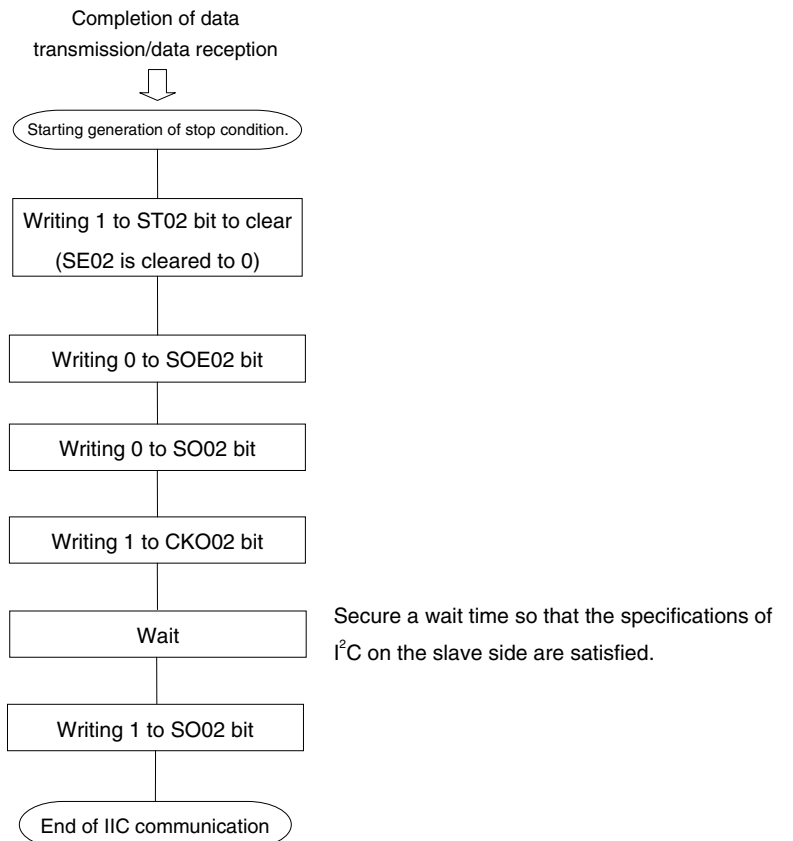 Completion of data
transmission/data reception
Starting generation of stop condition.
Writing 1 to ST02 bit to clear
(SE02 is cleared to 0)
Writing 0 to SOE02 bit
Writing 0 to SO02 bit
Writing 1 to CKO02 bit
Wait
Secure a wait time so that the specifications of
I²C on the slave side are satisfied.
Writing 1 to SO02 bit
End of IIC communication